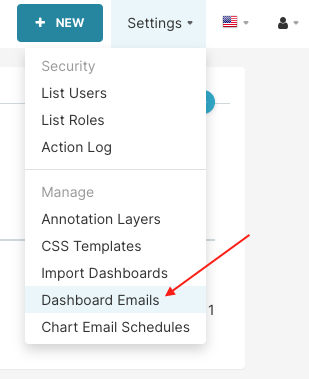 + NEW Settings
Security
List Users
List Roles
Action Log
Manage
Annotation Layers
CSS Templates
Import Dashboards
Dashboard Emails
1
Chart Email Schedules